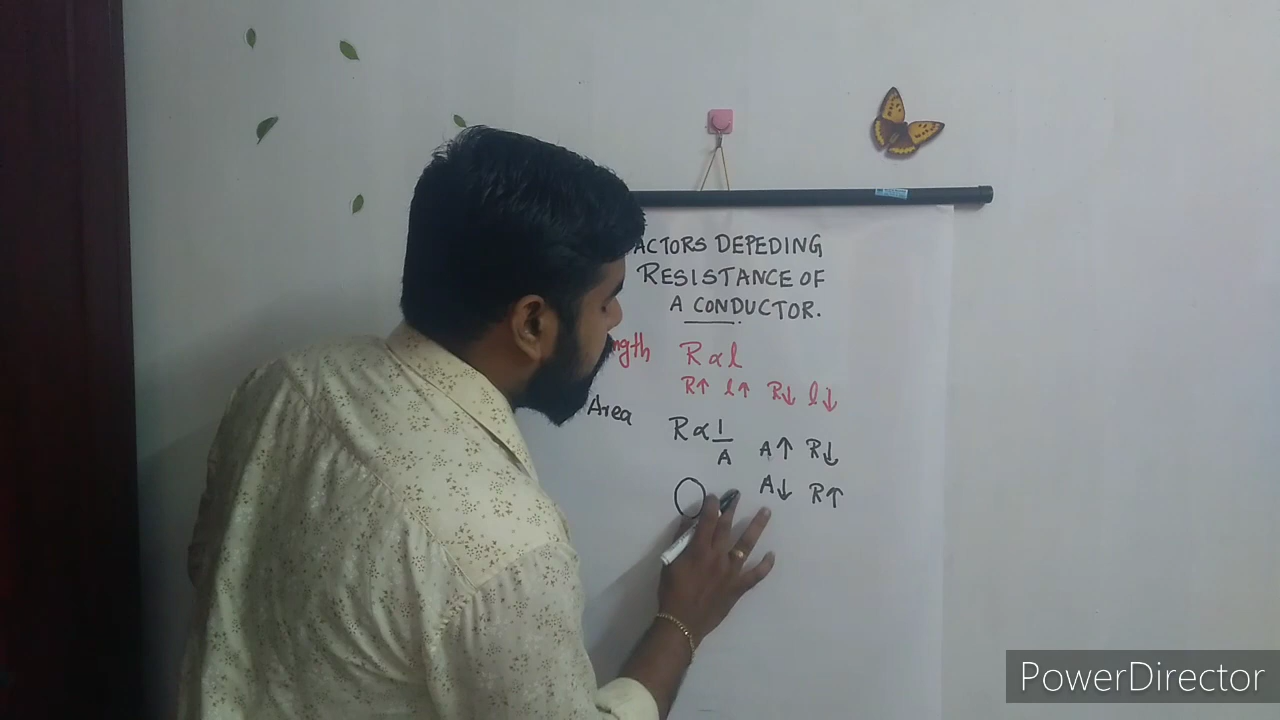 ACTORS DEPEDING
RESISTANCE OF
A CONDUCTOR.
ngth R ∝ l
R↑ l↑ R↓ l↓
Area
R ∝ 1/A A↑ R↓
A↓ R↑
PowerDirector